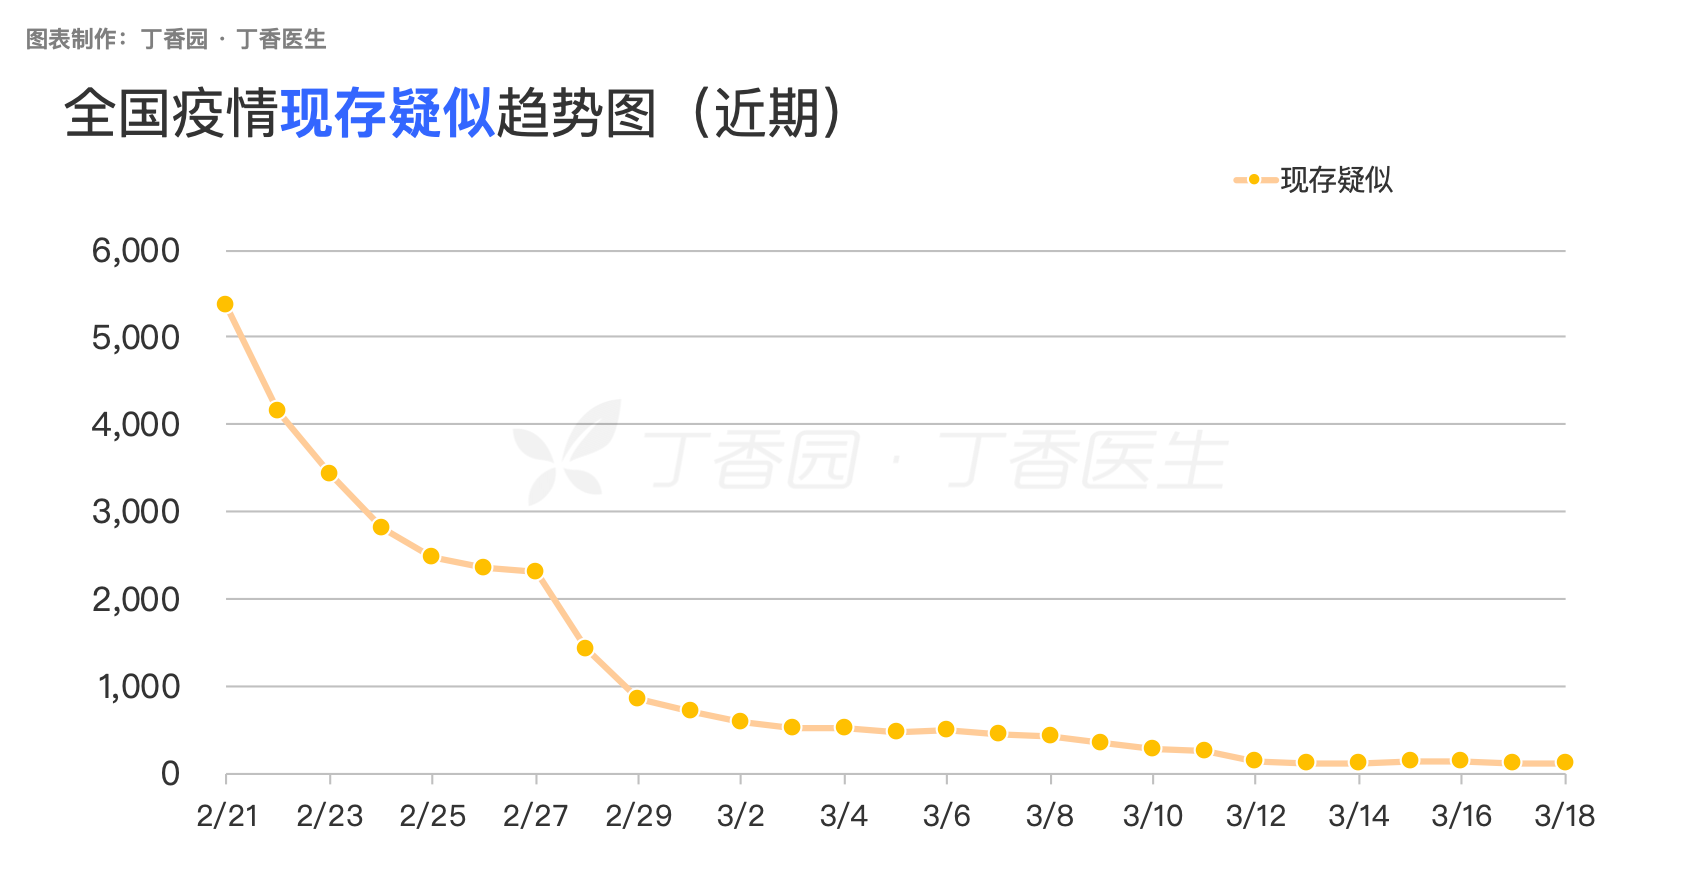 图表制作：丁香园 · 丁香医生
全国疫情现存疑似趋势图（近期）
现存疑似
6,000
5,000
4,000
丁香园 · 丁香医生
3,000
2,000
1,000
0
2/21 2/23 2/25 2/27 2/29 3/2 3/4 3/6 3/8 3/10 3/12 3/14 3/16 3/18